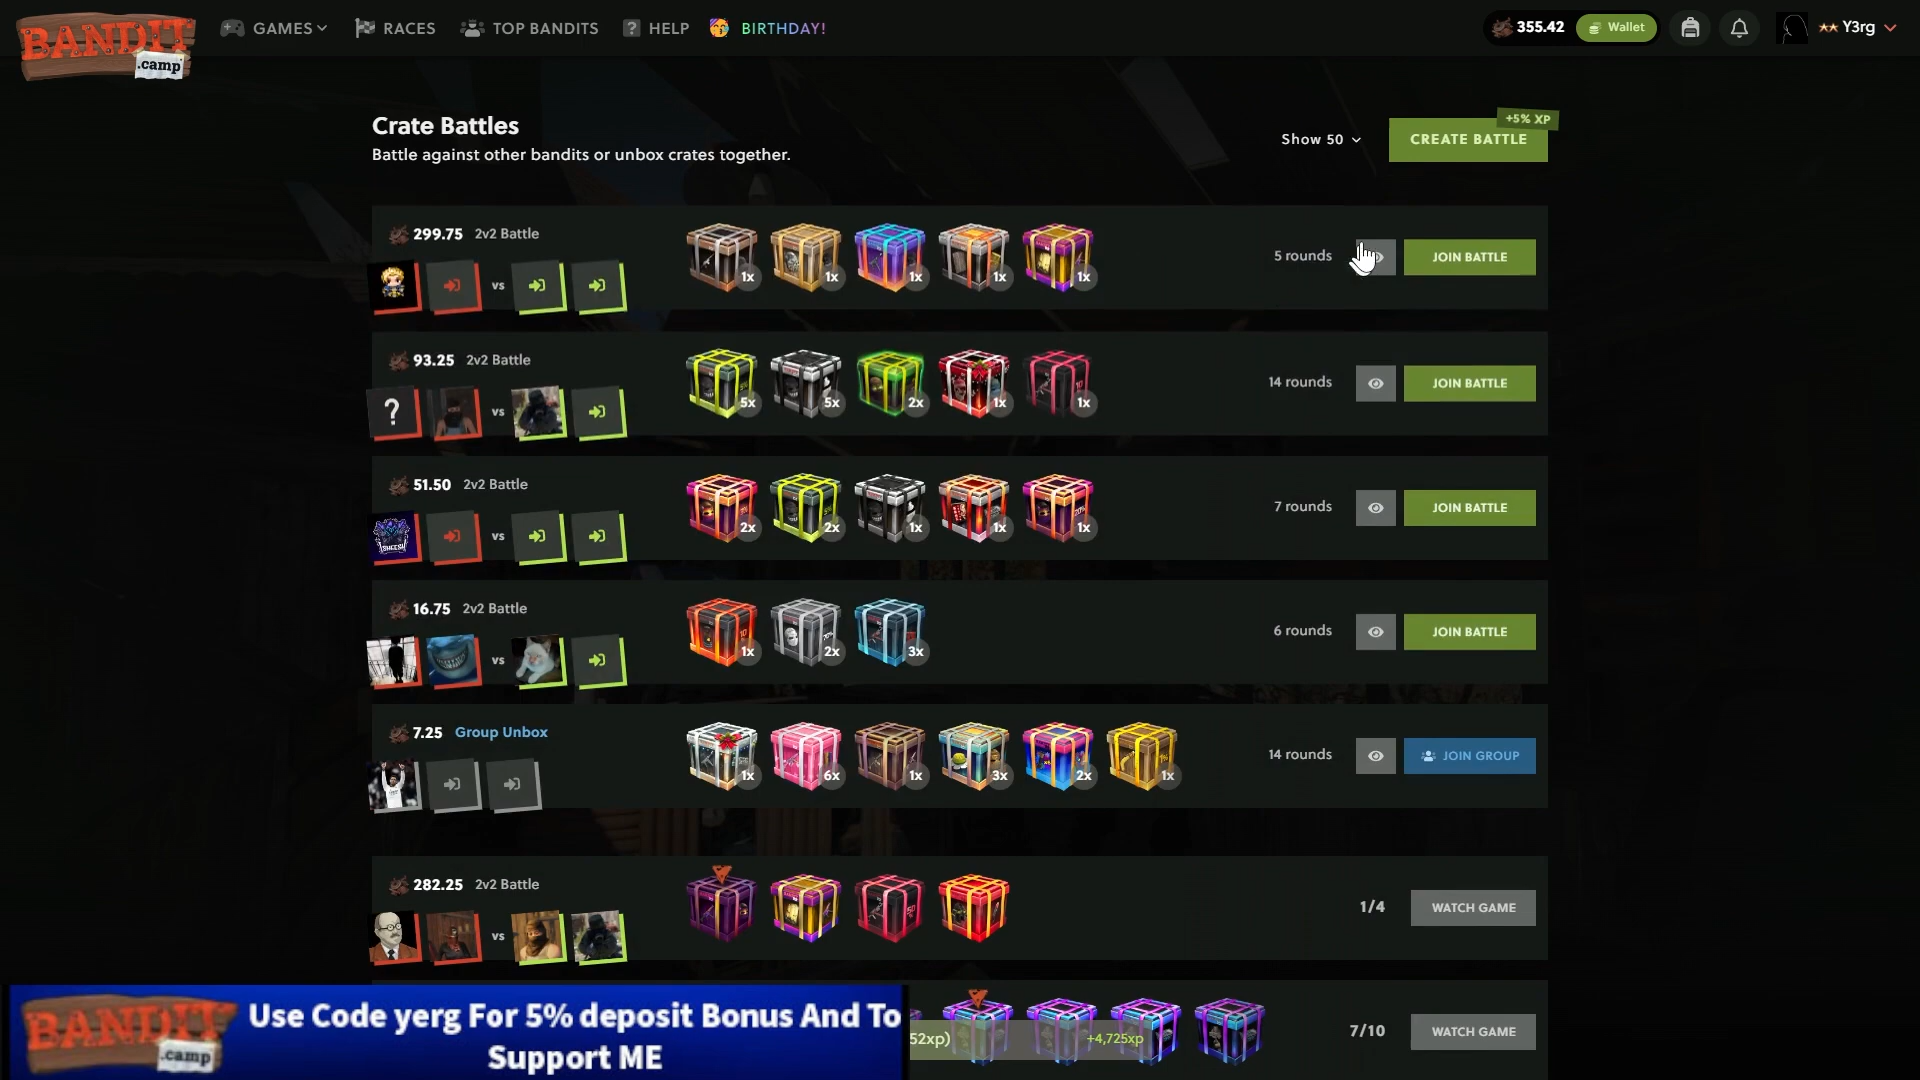 BANDIT
.camp
GAMES
RACES
TOP BANDITS
? HELP
BIRTHDAY!
355.42
Wallet
Y3rg
Crate Battles
Battle against other bandits or unbox crates together.
Show 50
+5% XP
CREATE BATTLE
299.75 2v2 Battle
vs
1x 1x 1x 1x 1x
5 rounds
JOIN BATTLE
93.25 2v2 Battle
?
vs
5x 5x 2x 1x 1x
14 rounds
JOIN BATTLE
51.50 2v2 Battle
SHEESH
vs
2x 2x 1x 1x 1x
7 rounds
JOIN BATTLE
16.75 2v2 Battle
vs
1x 2x 3x
6 rounds
JOIN BATTLE
7.25 Group Unbox
1x 6x 1x 3x 2x 1x
14 rounds
JOIN GROUP
282.25 2v2 Battle
vs
1/4
WATCH GAME
BANDIT
.camp
Use Code yerg For 5% deposit Bonus And To
Support ME
52xp)
+4,725xp
7/10
WATCH GAME